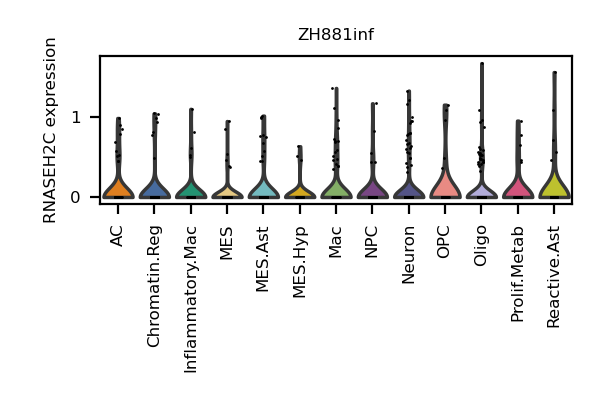 ZH881inf
RNASEH2C expression
1
0
AC
Chromatin.Reg
Inflammatory.Mac
MES
MES.Ast
MES.Hyp
Mac
NPC
Neuron
OPC
Oligo
Prolif.Metab
Reactive.Ast